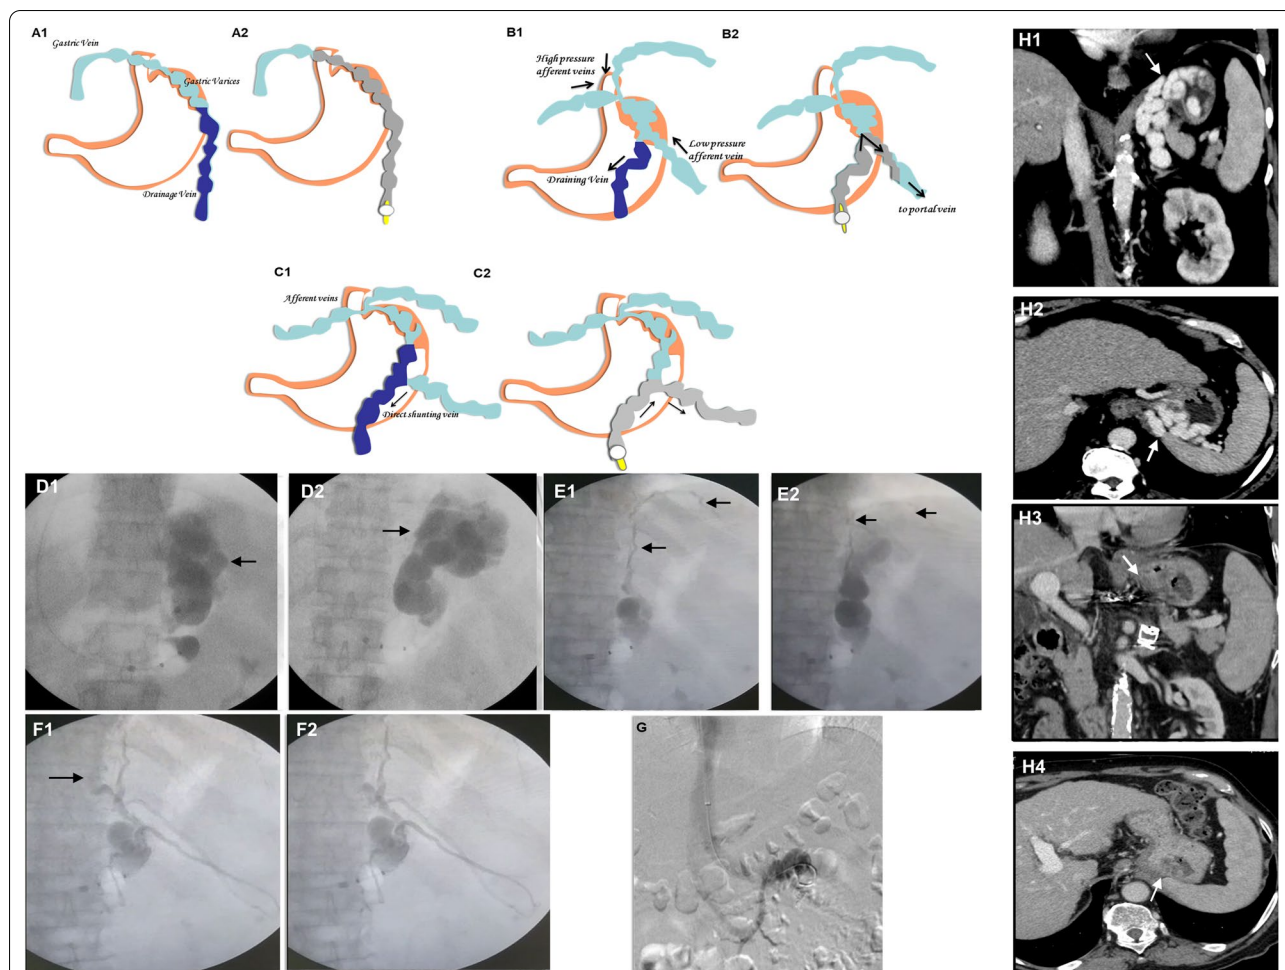 A1
A2
Gastric Vein
Gastric Varices
Drainage Vein
B1
B2
High pressure
afferent veins
Low pressure
afferent vein
Draining Vein
to portal vein
C1
C2
Afferent veins
Direct shunting vein
D1
D2
E1
E2
F1
F2
G
H1
H2
H3
H4